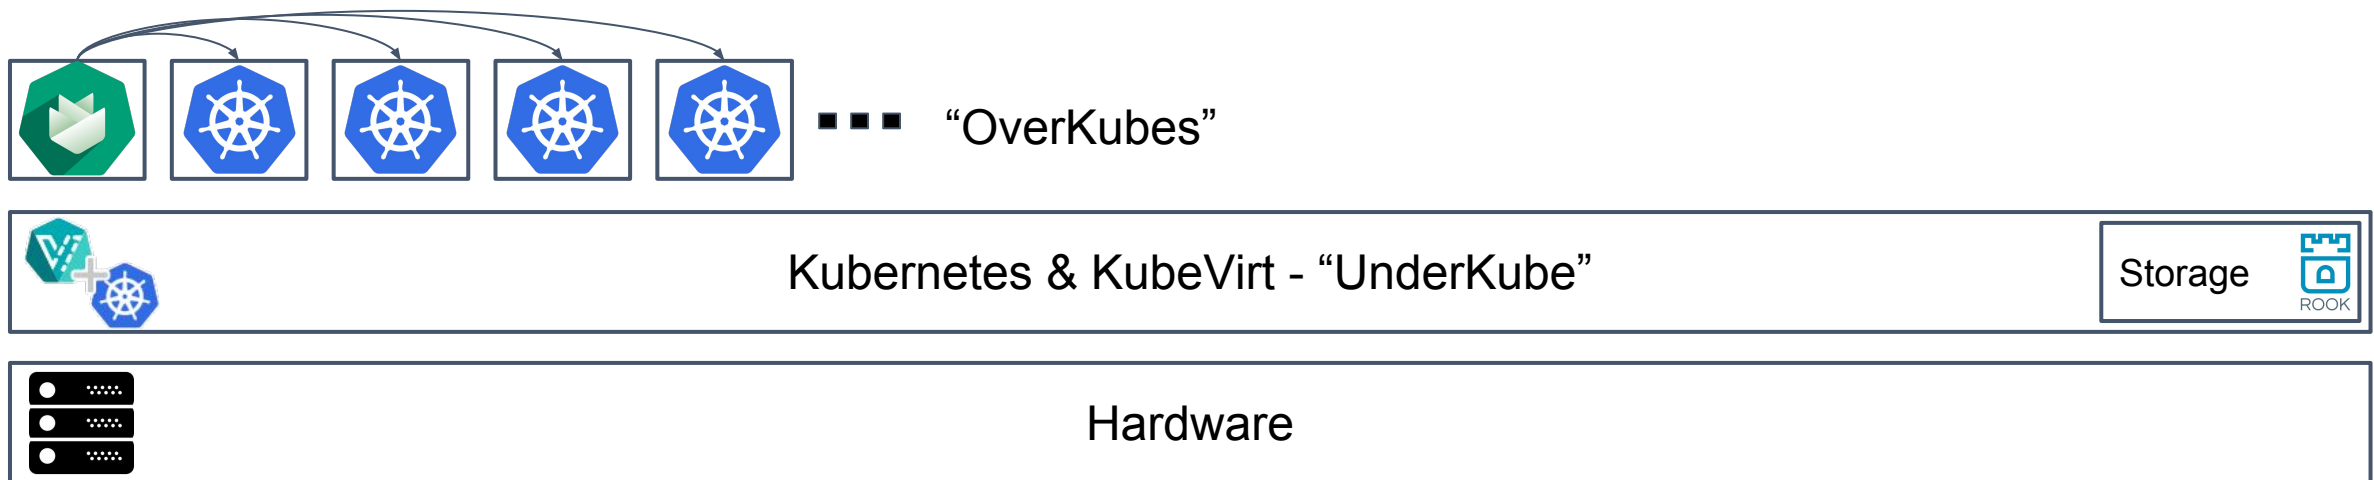 “OverKubes”
Kubernetes & KubeVirt - “UnderKube”
Storage
ROOK
Hardware